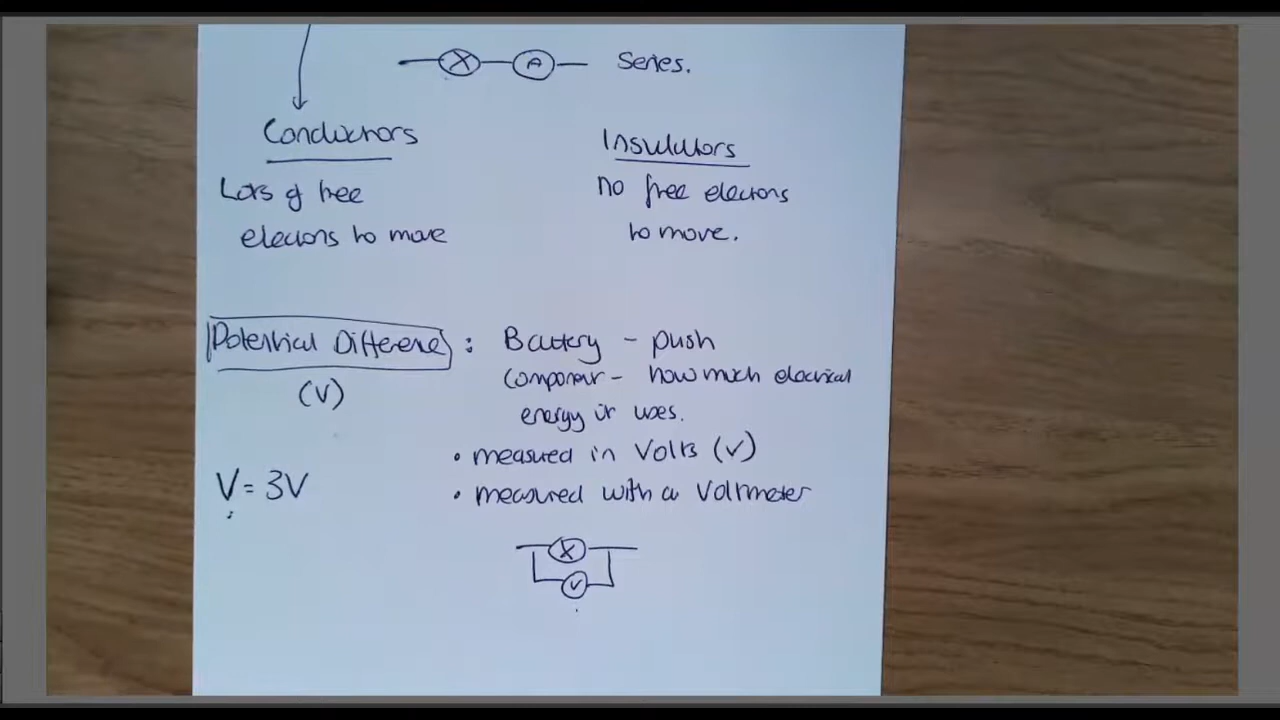 X A Series.
Conductors
Insulators
Lots of free
electrons to move
no free electrons
to move.
Potential Difference : Battery - push
(V)
Component - how much electrical
energy it uses.
• measured in Volts (V)
V = 3V
• measured with a Voltmeter
X
V